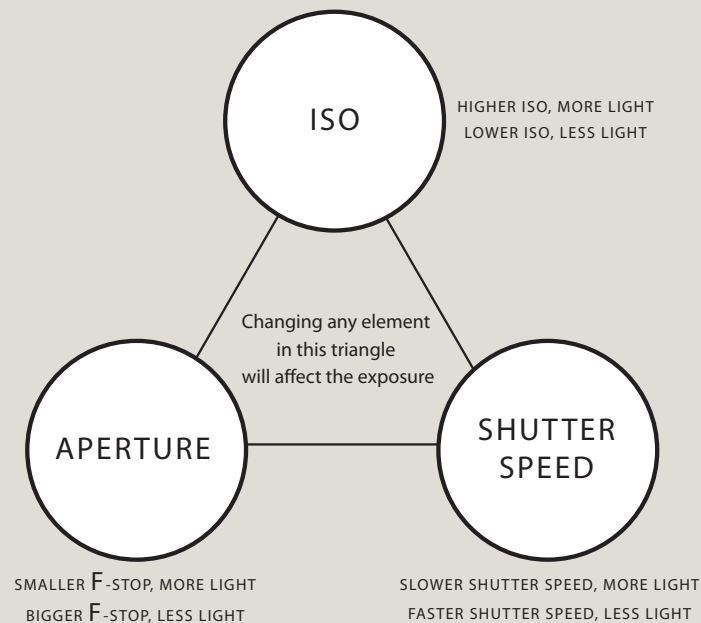 ISO
HIGHER ISO, MORE LIGHT
LOWER ISO, LESS LIGHT
Changing any element
in this triangle
will affect the exposure
APERTURE
SHUTTER
SPEED
SMALLER F-STOP, MORE LIGHT
BIGGER F-STOP, LESS LIGHT
SLOWER SHUTTER SPEED, MORE LIGHT
FASTER SHUTTER SPEED, LESS LIGHT